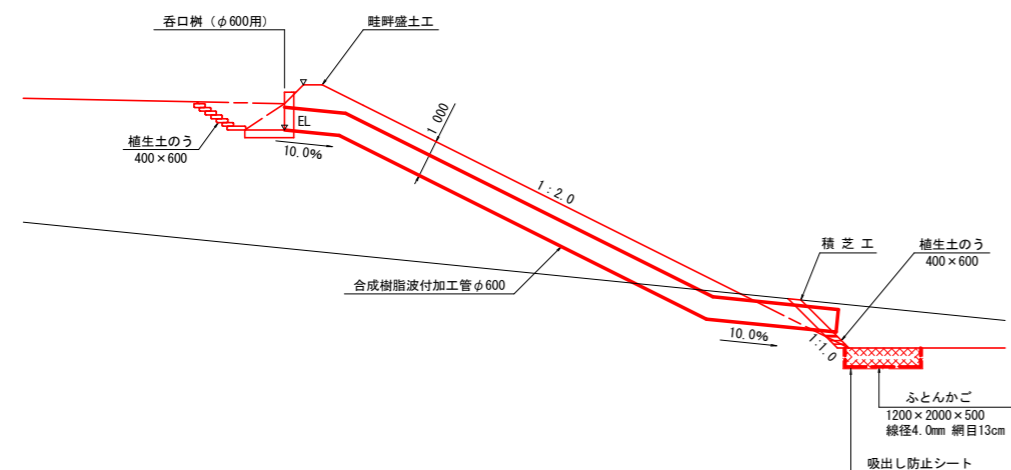 呑口桝（φ600用）
畦畔盛土工
1 000
EL
植生土のう
400×600
10.0%
1:2.0
積 芝 工
植生土のう
400×600
合成樹脂波付加工管φ600
10.0%
1:1.0
ふとんかご
1200×2000×500
線径4.0mm 網目13cm
吸出し防止シート